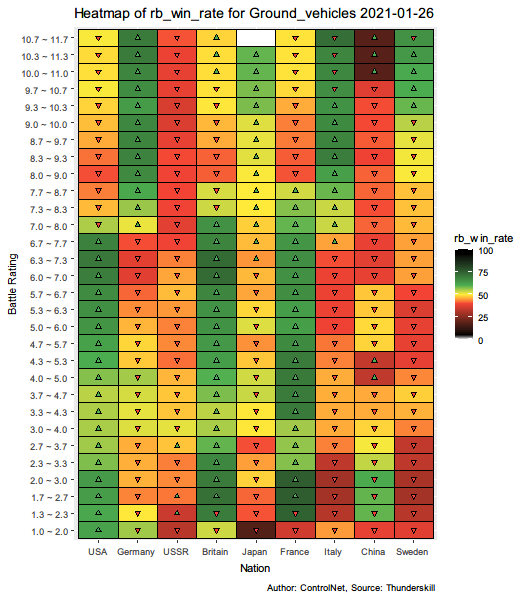 Heatmap of rb_win_rate for Ground_vehicles 2021-01-26
Battle Rating
10.7 ~ 11.7
10.3 ~ 11.3
10.0 ~ 11.0
9.7 ~ 10.7
9.3 ~ 10.3
9.0 ~ 10.0
8.7 ~ 9.7
8.3 ~ 9.3
8.0 ~ 9.0
7.7 ~ 8.7
7.3 ~ 8.3
7.0 ~ 8.0
6.7 ~ 7.7
6.3 ~ 7.3
6.0 ~ 7.0
5.7 ~ 6.7
5.3 ~ 6.3
5.0 ~ 6.0
4.7 ~ 5.7
4.3 ~ 5.3
4.0 ~ 5.0
3.7 ~ 4.7
3.3 ~ 4.3
3.0 ~ 4.0
2.7 ~ 3.7
2.3 ~ 3.3
2.0 ~ 3.0
1.7 ~ 2.7
1.3 ~ 2.3
1.0 ~ 2.0
USA Germany USSR Britain Japan France Italy China Sweden
Nation
rb_win_rate
100
75
50
25
0
Author: ControlNet, Source: Thunderskill